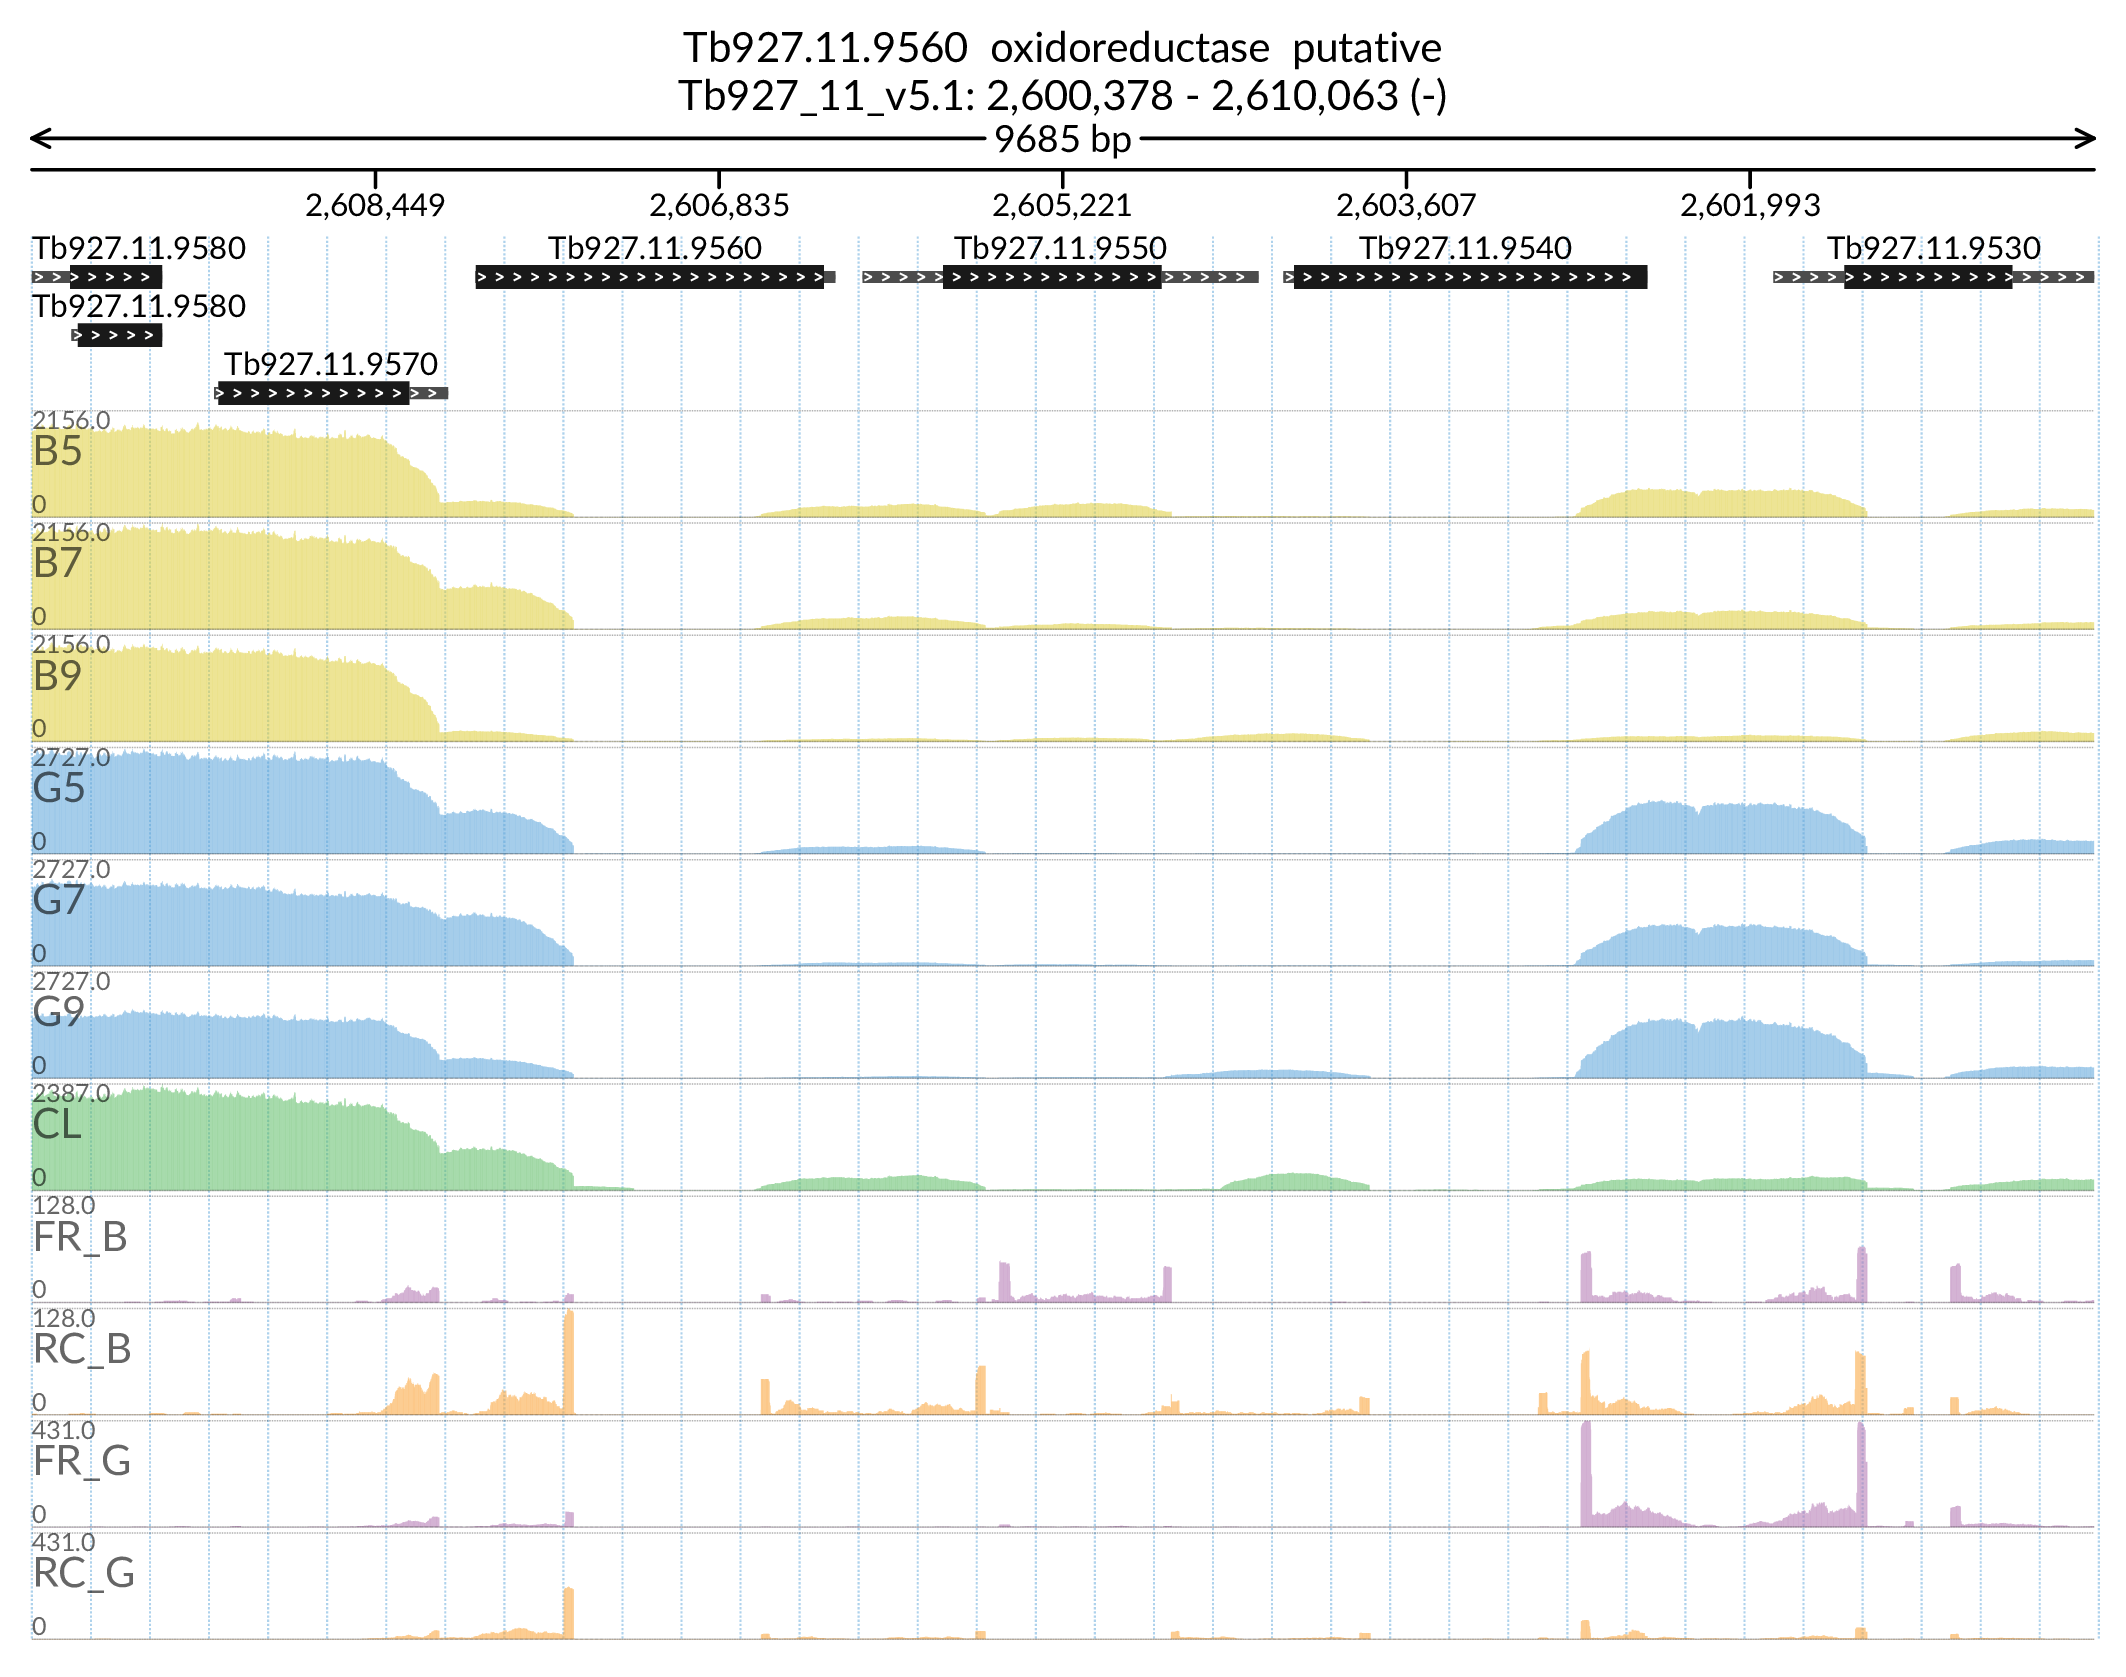 Tb927.11.9560 oxidoreductase putative
Tb927_11_v5.1: 2,600,378 - 2,610,063 (-)
9685 bp
2,608,449 2,606,835 2,605,221 2,603,607 2,601,993
Tb927.11.9580 Tb927.11.9560 Tb927.11.9550 Tb927.11.9540 Tb927.11.9530
Tb927.11.9580
Tb927.11.9570
2156.0
B5
0
2156.0
B7
0
2156.0
B9
0
2727.0
G5
0
2727.0
G7
0
2727.0
G9
0
2387.0
CL
0
128.0
FR_B
0
128.0
RC_B
0
431.0
FR_G
0
431.0
RC_G
0